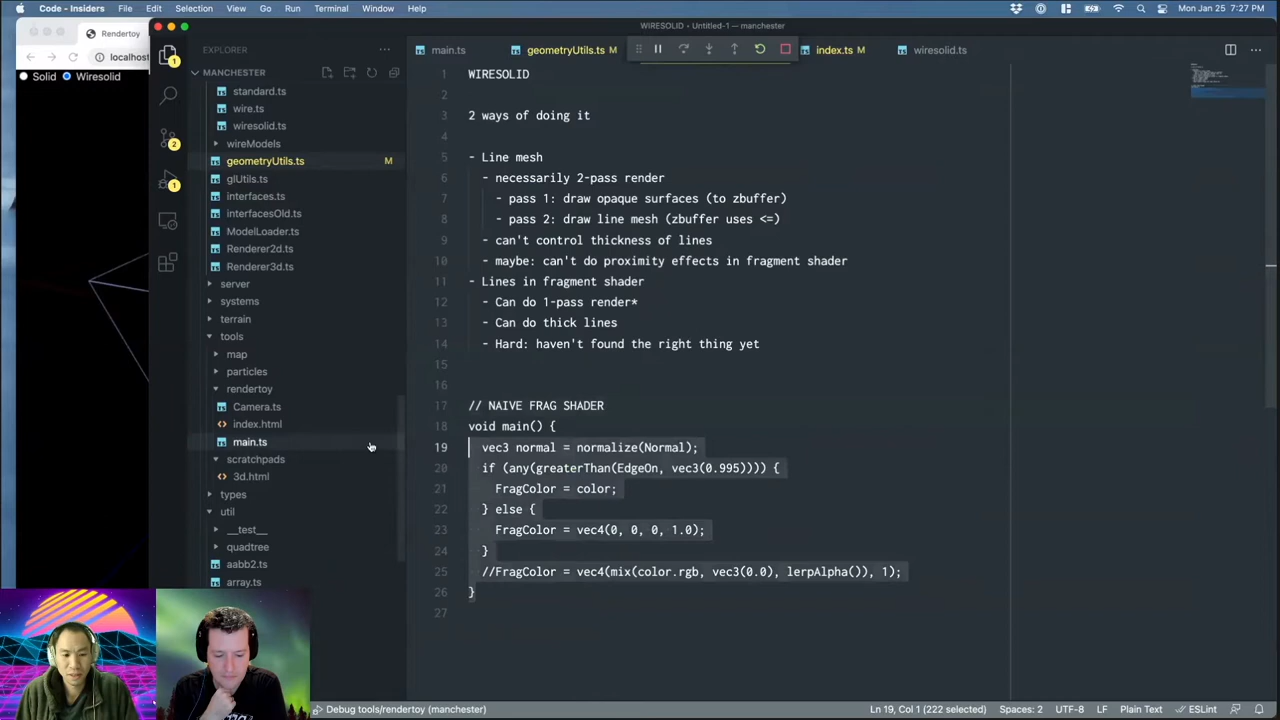 Code - Insiders File Edit Selection View Go Run Terminal Window Help Mon Jan 25 7:27 PM
WIRESOLID - Untitled-1 — manchester
Rendertoy
localhost
Solid Wiresolid
EXPLORER
main.ts geometryUtils.ts M index.ts M wiresolid.ts
MANCHESTER
standard.ts
wire.ts
wiresolid.ts
wireModels
geometryUtils.ts M
glUtils.ts
interfaces.ts
interfacesOld.ts
ModelLoader.ts
Renderer2d.ts
Renderer3d.ts
server
systems
terrain
tools
map
particles
rendertoy
Camera.ts
index.html
main.ts
scratchpads
3d.html
types
util
__test__
quadtree
aabb2.ts
array.ts
1 WIRESOLID
2
3 2 ways of doing it
4
5 - Line mesh
6 - necessarily 2-pass render
7 - pass 1: draw opaque surfaces (to zbuffer)
8 - pass 2: draw line mesh (zbuffer uses <=)
9 - can't control thickness of lines
10 - maybe: can't do proximity effects in fragment shader
11 - Lines in fragment shader
12 - Can do 1-pass render*
13 - Can do thick lines
14 - Hard: haven't found the right thing yet
15
16
17 // NAIVE FRAG SHADER
18 void main() {
19 vec3 normal = normalize(Normal);
20 if (any(greaterThan(EdgeOn, vec3(0.995)))) {
21 FragColor = color;
22 } else {
23 FragColor = vec4(0, 0, 0, 1.0);
24 }
25 //FragColor = vec4(mix(color.rgb, vec3(0.0), lerpAlpha()), 1);
26 }
27
Debug tools/rendertoy (manchester) Ln 19, Col 1 (222 selected) Spaces: 2 UTF-8 LF Plain Text ESLint